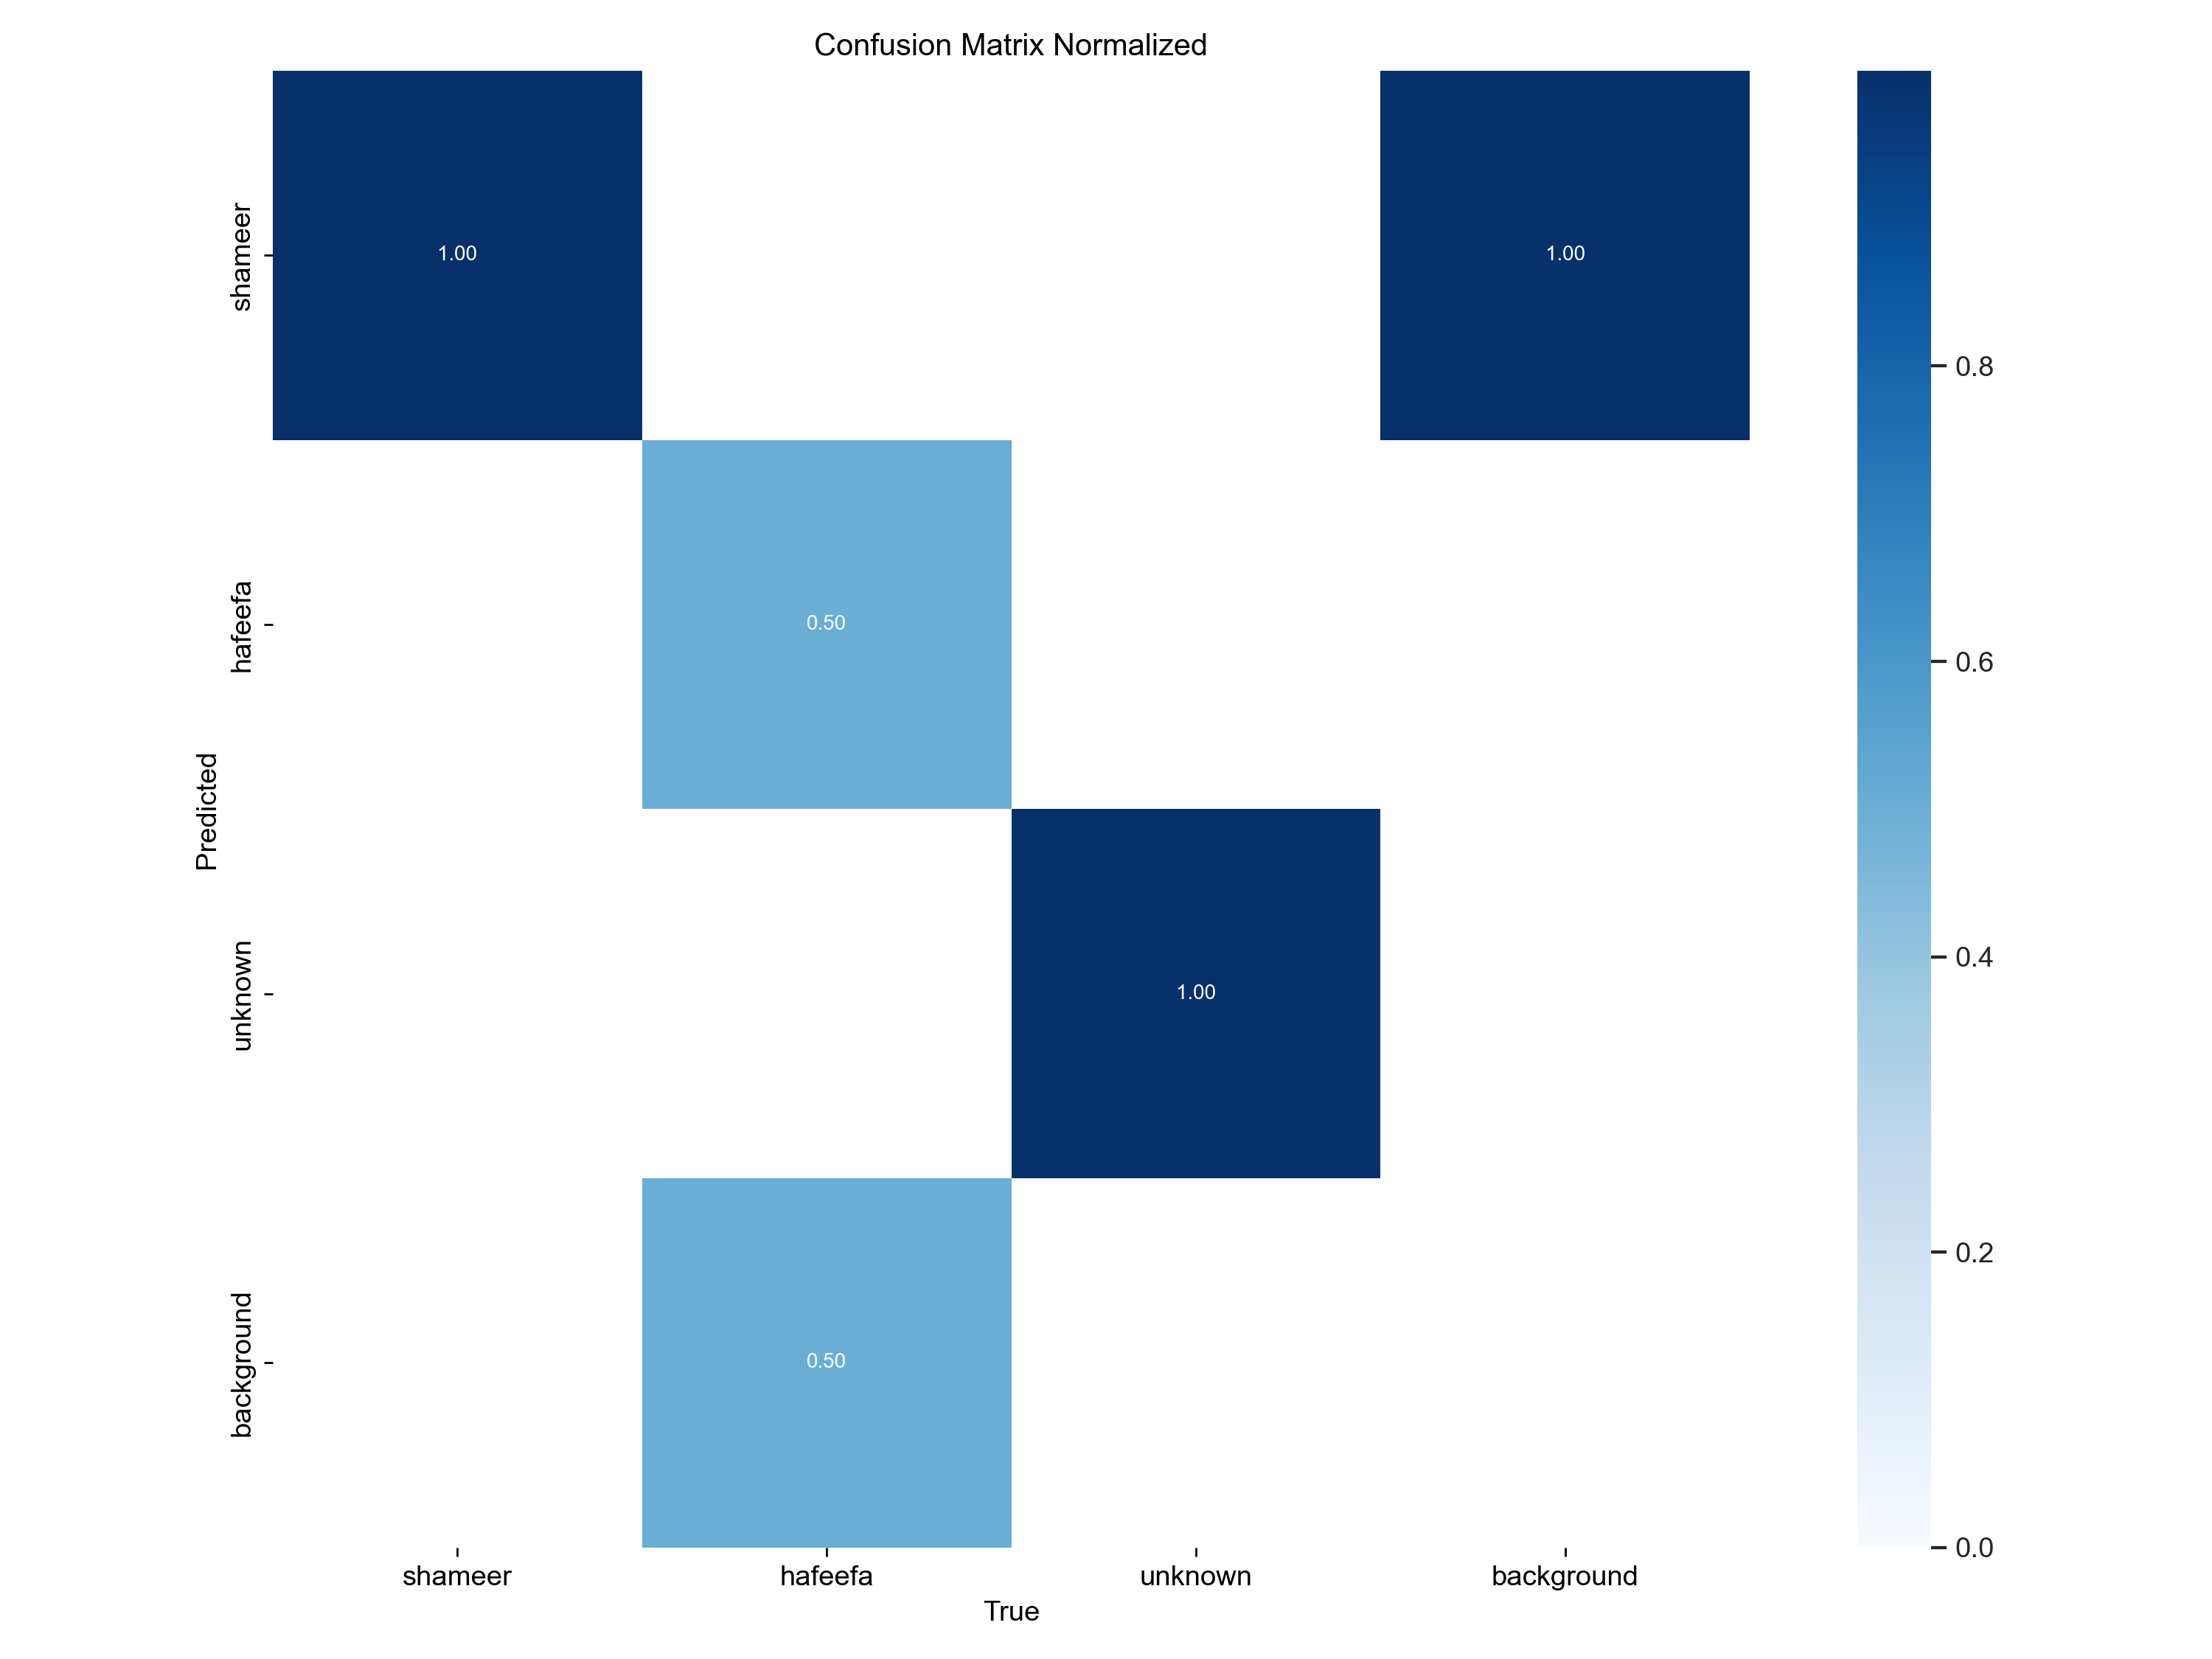 Confusion Matrix Normalized
shameer
1.00
1.00
hafeefa
0.50
unknown
1.00
background
0.50
Predicted
shameer
hafeefa
unknown
background
True
0.8
0.6
0.4
0.2
0.0